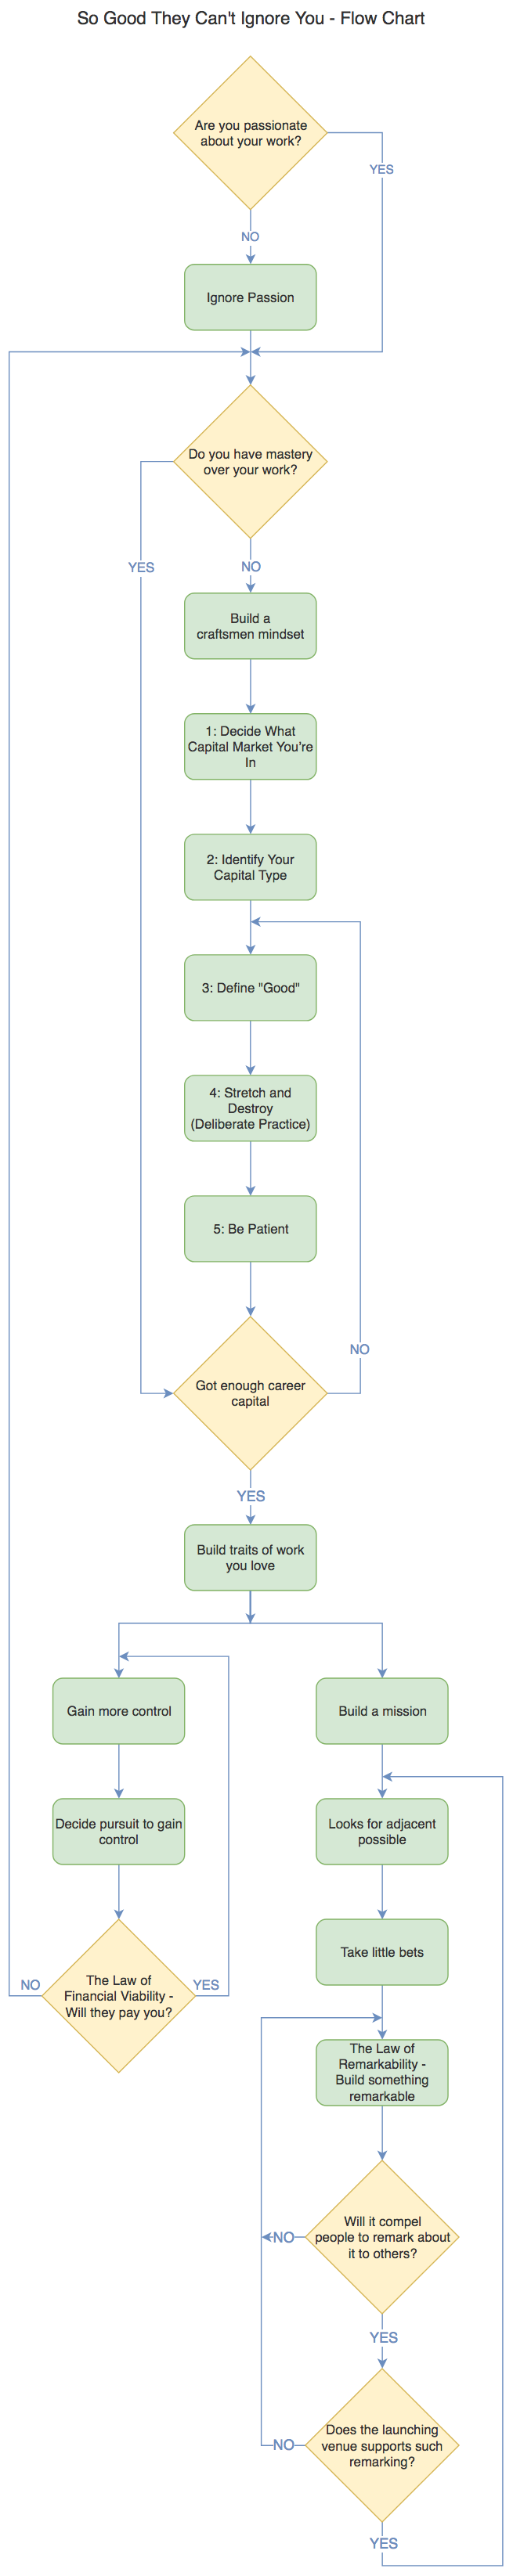 So Good They Can't Ignore You - Flow Chart
Are you passionate
about your work?
YES
NO
Ignore Passion
Do you have mastery
over your work?
YES
NO
Build a
craftsmen mindset
1: Decide What
Capital Market You're
In
2: Identify Your
Capital Type
3: Define "Good"
4: Stretch and
Destroy
(Deliberate Practice)
5: Be Patient
NO
Got enough career
capital
YES
Build traits of work
you love
Gain more control
Build a mission
Decide pursuit to gain
control
Looks for adjacent
possible
Take little bets
NO
The Law of
Financial Viability -
Will they pay you?
YES
The Law of
Remarkability -
Build something
remarkable
Will it compel
people to remark about
it to others?
NO
YES
Does the launching
venue supports such
remarking?
NO
YES